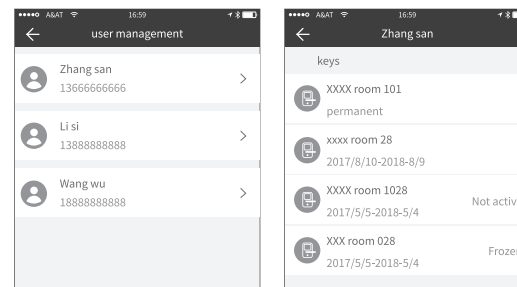 A&AT 16:59
user management
Zhang san
13666666666
Li si
13888888888
Wang wu
18888888888
A&AT 16:59
Zhang san
keys
XXXX room 101
permanent
xxxx room 28
2017/8/10-2018-8/9
XXXX room 1028
2017/5/5-2018-5/4 Not activ
XXX room 028
2017/5/5-2018-5/4 Frozen